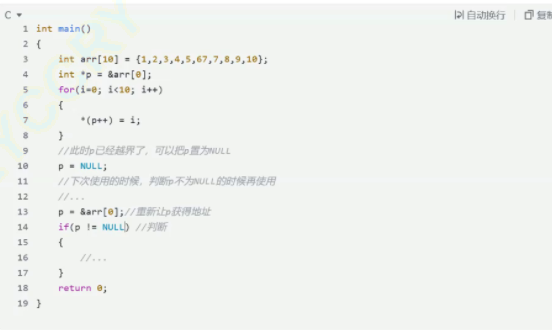 C 自动换行 复制
1 int main()
2 {
3 int arr[10] = {1,2,3,4,5,67,7,8,9,10};
4 int *p = &arr[0];
5 for(i=0; i<10; i++)
6 {
7 *(p++) = i;
8 }
9 //此时p已经越界了，可以把p置为NULL
10 p = NULL;
11 //下次使用的时候，判断p不为NULL的时候再使用
12 //...
13 p = &arr[0];//重新让p获得地址
14 if(p != NULL) //判断
15 {
16 //...
17 }
18 return 0;
19 }